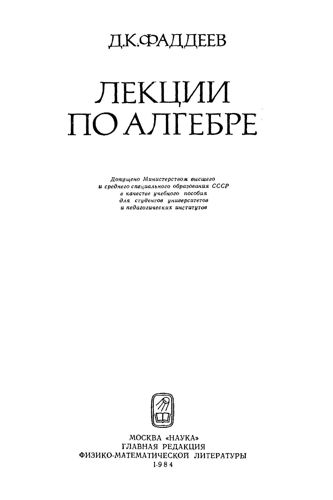 Д.К.ФАДДЕЕВ
ЛЕКЦИИ
ПО АЛГЕБРЕ
Допущено Министерством высшего
и среднего специального образования СССР
в качестве учебного пособия
для студентов университетов
и педагогических институтов
МОСКВА «НАУКА»
ГЛАВНАЯ РЕДАКЦИЯ
ФИЗИКО-МАТЕМАТИЧЕСКОЙ ЛИТЕРАТУРЫ
1984